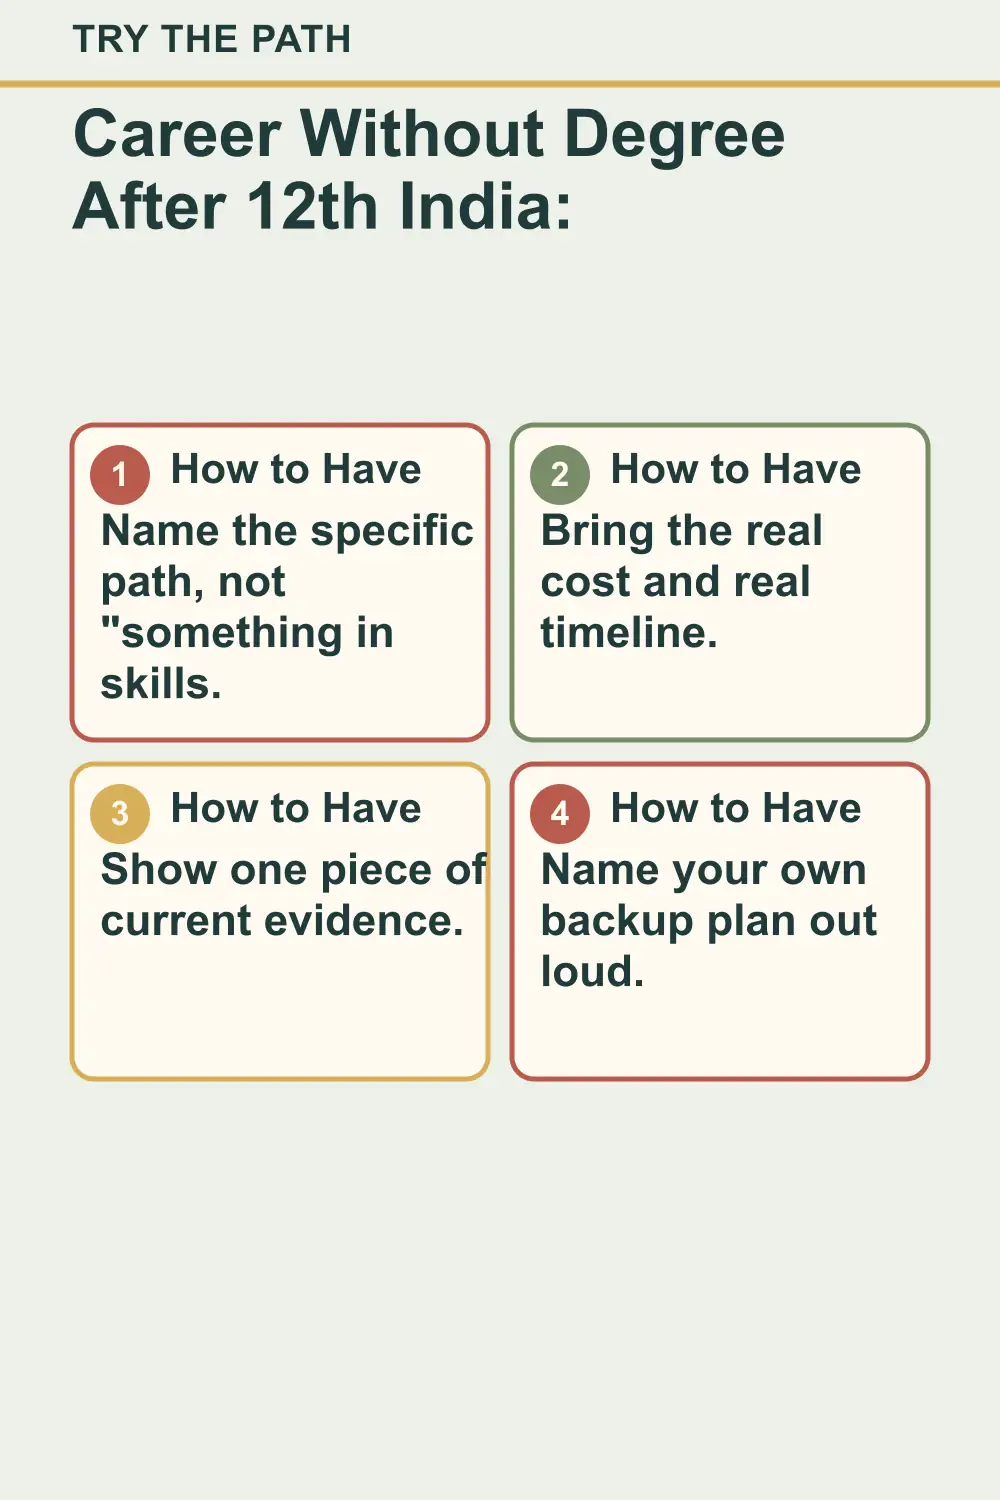 TRY THE PATH
Career Without Degree
After 12th India:
1 How to Have
Name the specific
path, not
"something in
skills.
2 How to Have
Bring the real
cost and real
timeline.
3 How to Have
Show one piece of
current evidence.
4 How to Have
Name your own
backup plan out
loud.